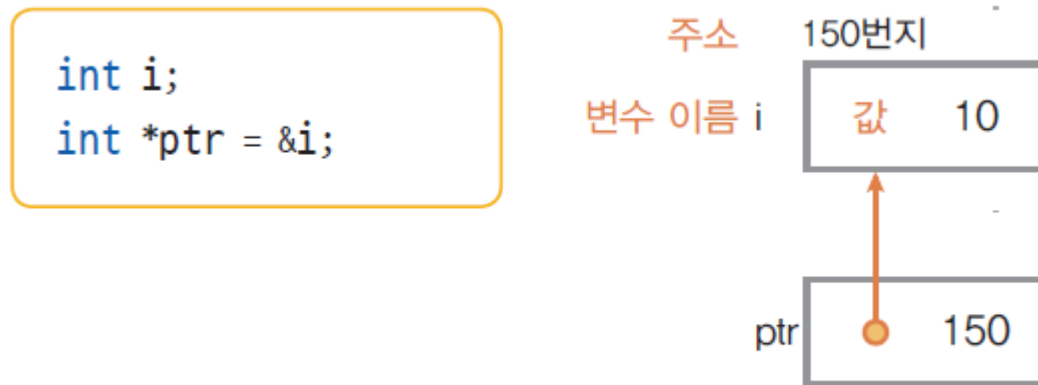 int i;
int *ptr = &i;
주소 150번지
변수 이름 i 값 10
ptr 150